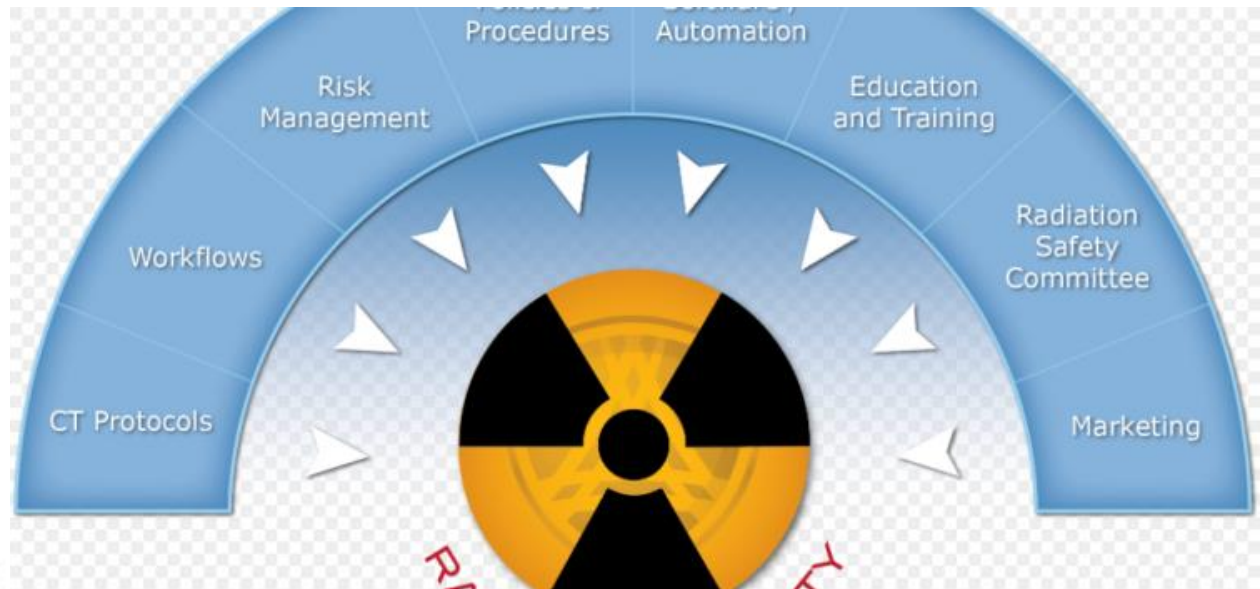 Procedures
Automation
Risk
Management
Education
and Training
Workflows
Radiation
Safety
Committee
CT Protocols
Marketing